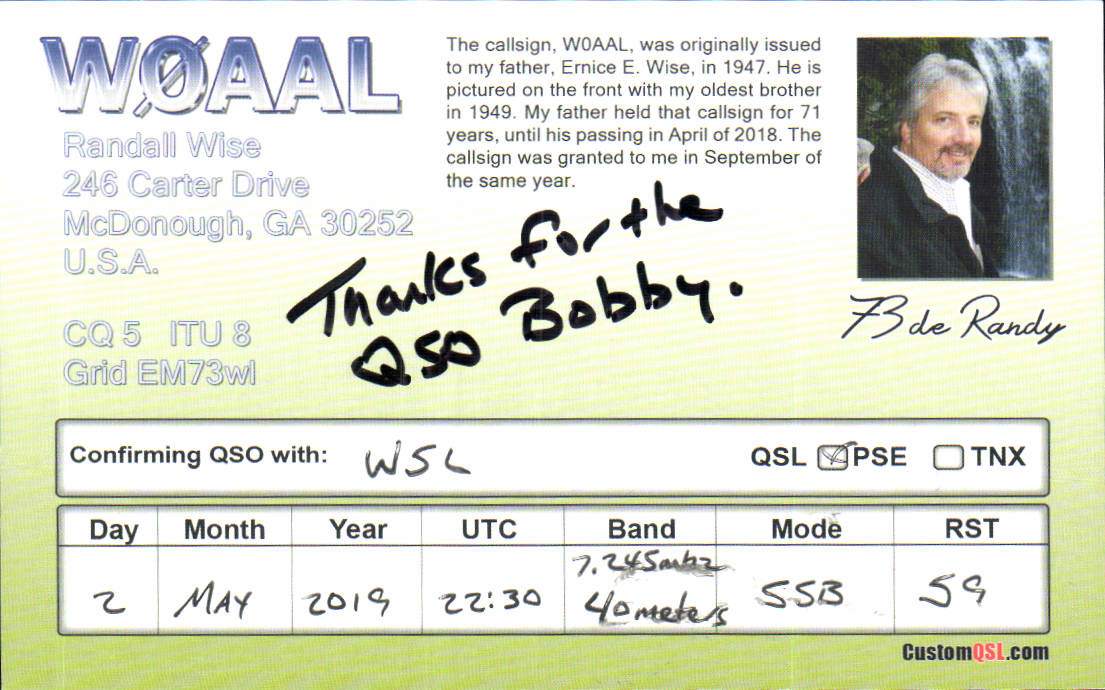 WØAAL
Randall Wise
246 Carter Drive
McDonough, GA 30252
U.S.A.
CQ 5 ITU 8
Grid EM73wl
The callsign, W0AAL, was originally issued
to my father, Ernice E. Wise, in 1947. He is
pictured on the front with my oldest brother
in 1949. My father held that callsign for 71
years, until his passing in April of 2018. The
callsign was granted to me in September of
the same year.
73 de Randy
Thanks for the
QSO Bobby.
Confirming QSO with: W5L QSL PSE TNX
Day Month Year UTC Band Mode RST
7.245mhz
2 MAY 2019 22:30 40 meters SSB 59
CustomQSL.com